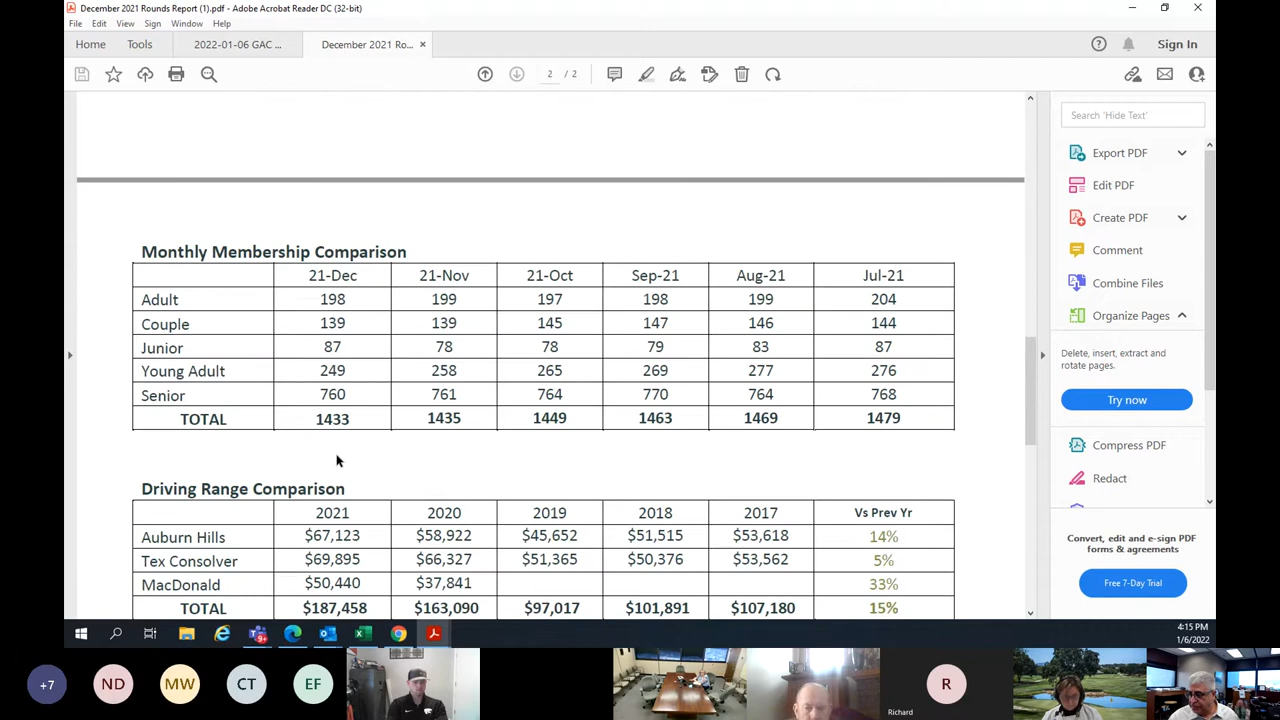 December 2021 Rounds Report (1).pdf - Adobe Acrobat Reader DC (32-bit)
File Edit View Sign Window Help
Home Tools 2022-01-06 GAC ... December 2021 Ro... × Sign In
2 / 2
Search 'Hide Text'
Export PDF
Edit PDF
Create PDF
Comment
Combine Files
Organize Pages
Delete, insert, extract and
rotate pages.
Try now
Compress PDF
Redact
Convert, edit and e-sign PDF
forms & agreements
Free 7-Day Trial
Monthly Membership Comparison
21-Dec 21-Nov 21-Oct Sep-21 Aug-21 Jul-21
Adult 198 199 197 198 199 204
Couple 139 139 145 147 146 144
Junior 87 78 78 79 83 87
Young Adult 249 258 265 269 277 276
Senior 760 761 764 770 764 768
TOTAL 1433 1435 1449 1463 1469 1479
Driving Range Comparison
2021 2020 2019 2018 2017 Vs Prev Yr
Auburn Hills $67,123 $58,922 $45,652 $51,515 $53,618 14%
Tex Consolver $69,895 $66,327 $51,365 $50,376 $53,562 5%
MacDonald $50,440 $37,841 33%
TOTAL $187,458 $163,090 $97,017 $101,891 $107,180 15%
4:15 PM
1/6/2022
+7 ND MW CT EF R
Richard